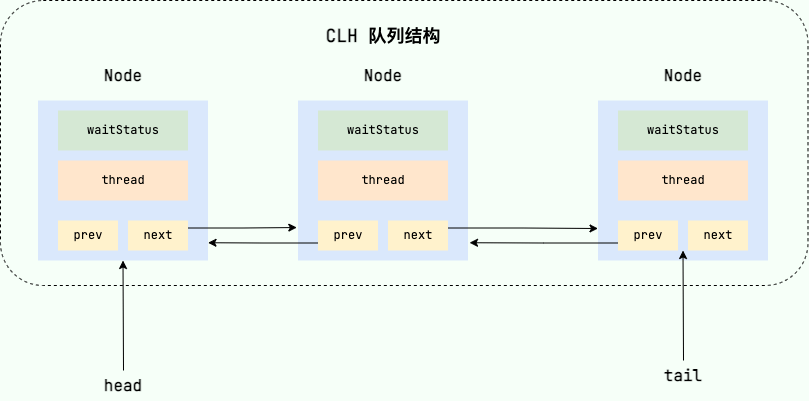 CLH 队列结构
Node Node Node
waitStatus waitStatus waitStatus
thread thread thread
prev next prev next prev next
head tail